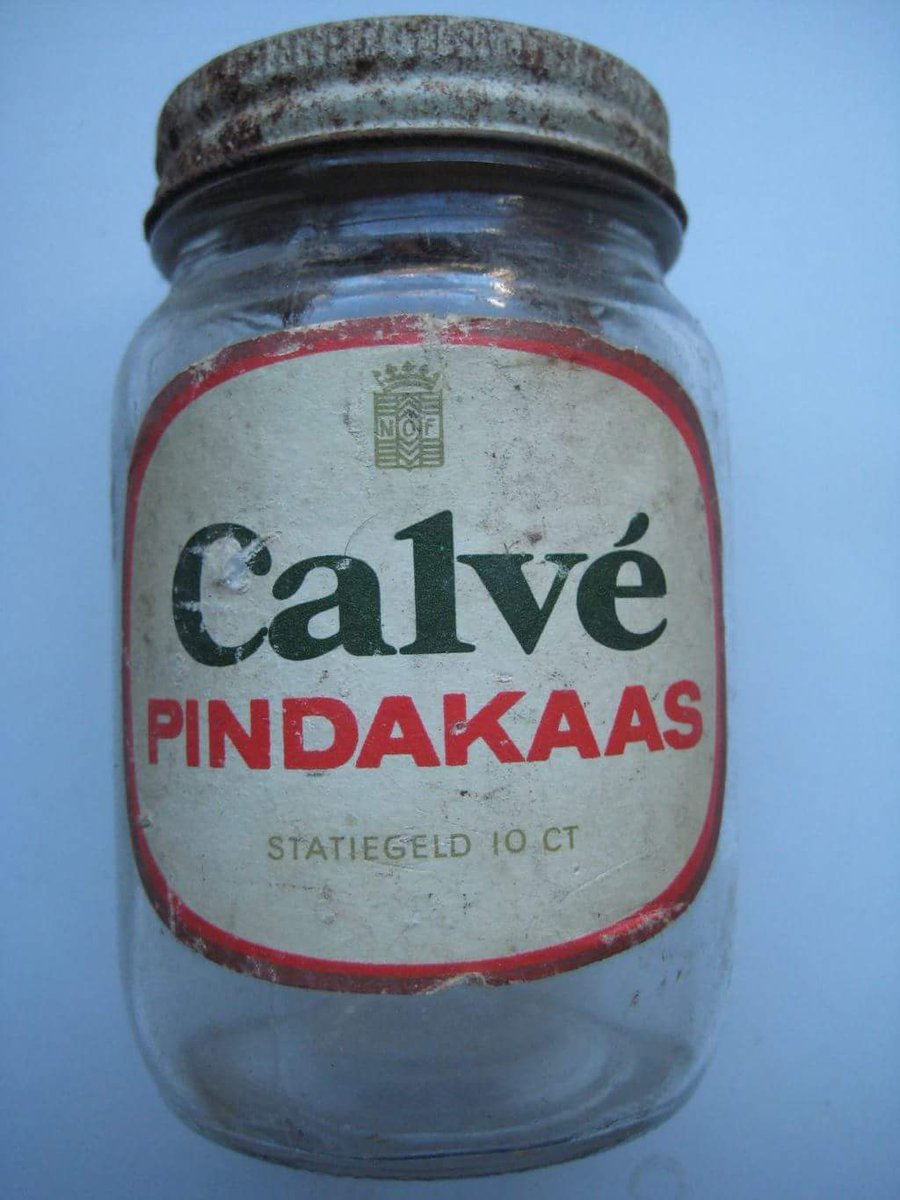 NOF
Calvé
PINDAKAAS
STATIEGELD 10 CT